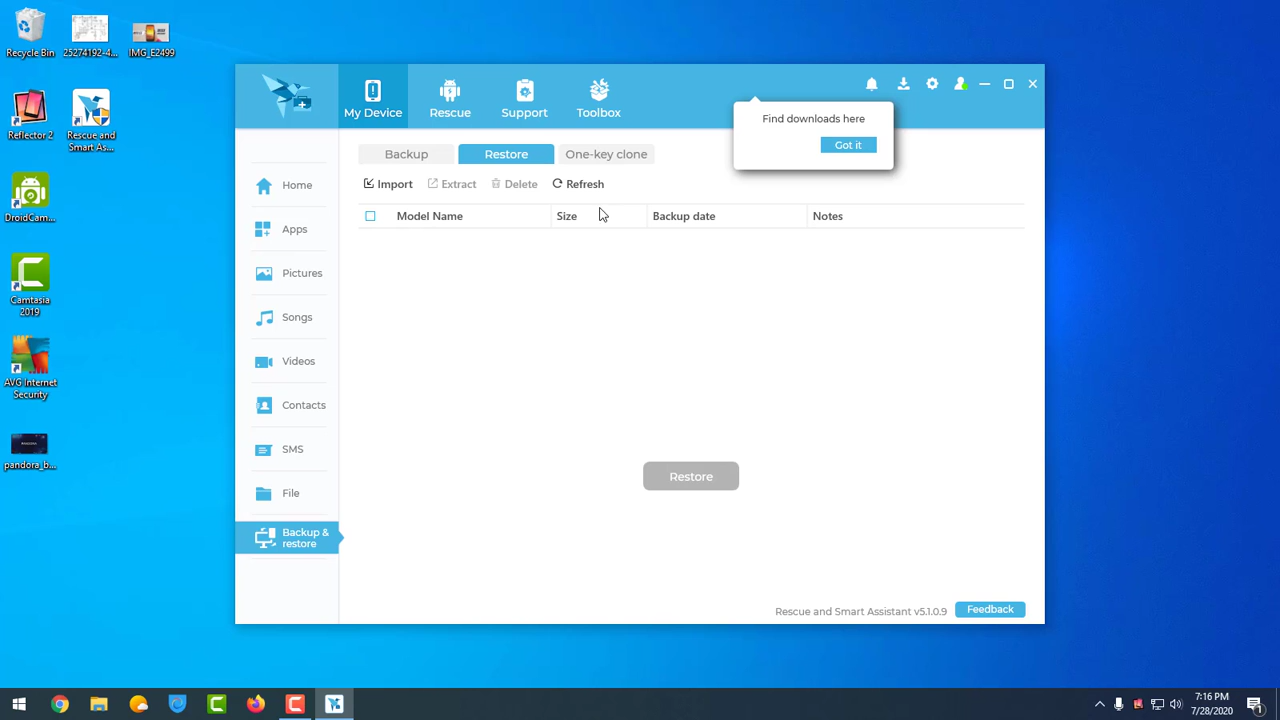 Recycle Bin
25274192-4...
IMG_E2499
Reflector 2
Rescue and
Smart As...
DroidCam...
Camtasia
2019
AVG Internet
Security
PANDORA
pandora_b...
My Device
Rescue
Support
Toolbox
Find downloads here
Got it
Backup
Restore
One-key clone
Import
Extract
Delete
Refresh
Model Name
Size
Backup date
Notes
Home
Apps
Pictures
Songs
Videos
Contacts
SMS
File
Backup &
restore
Restore
Rescue and Smart Assistant v5.1.0.9
Feedback
7:16 PM
7/28/2020
1